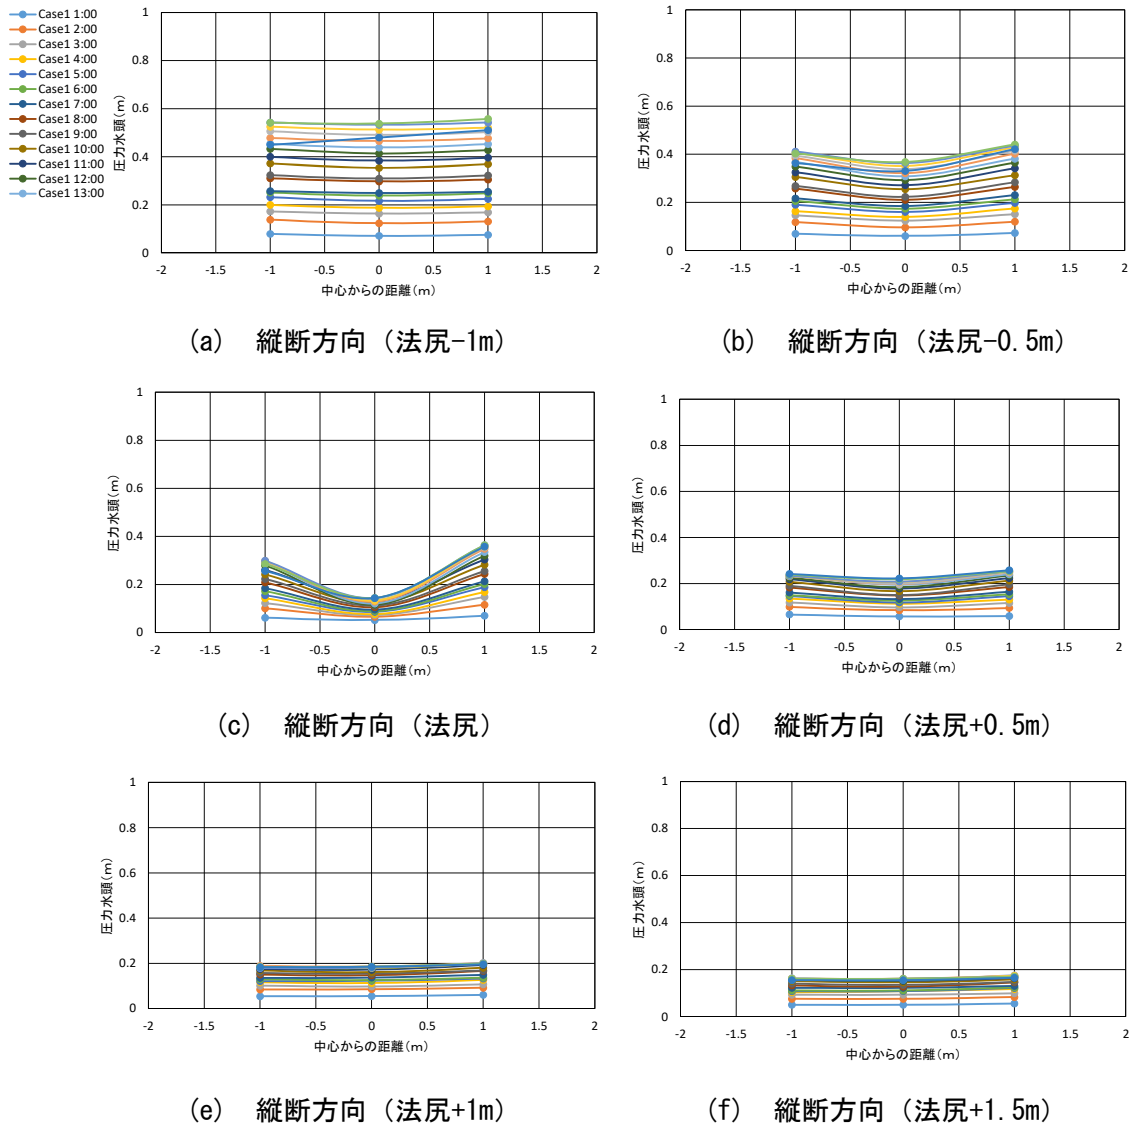 Case1 1:00
Case1 2:00
Case1 3:00
Case1 4:00
Case1 5:00
Case1 6:00
Case1 7:00
Case1 8:00
Case1 9:00
Case1 10:00
Case1 11:00
Case1 12:00
Case1 13:00
圧力水頭(m)
1
0.8
0.6
0.4
0.2
0
-2 -1.5 -1 -0.5 0 0.5 1 1.5 2
中心からの距離(m)
(a) 縦断方向(法尻-1m)
圧力水頭(m)
1
0.8
0.6
0.4
0.2
0
-2 -1.5 -1 -0.5 0 0.5 1 1.5 2
中心からの距離(m)
(b) 縦断方向(法尻-0.5m)
圧力水頭(m)
1
0.8
0.6
0.4
0.2
0
-2 -1.5 -1 -0.5 0 0.5 1 1.5 2
中心からの距離(m)
(c) 縦断方向(法尻)
圧力水頭(m)
1
0.8
0.6
0.4
0.2
0
-2 -1.5 -1 -0.5 0 0.5 1 1.5 2
中心からの距離(m)
(d) 縦断方向(法尻+0.5m)
圧力水頭(m)
1
0.8
0.6
0.4
0.2
0
-2 -1.5 -1 -0.5 0 0.5 1 1.5 2
中心からの距離(m)
(e) 縦断方向(法尻+1m)
圧力水頭(m)
1
0.8
0.6
0.4
0.2
0
-2 -1.5 -1 -0.5 0 0.5 1 1.5 2
中心からの距離(m)
(f) 縦断方向(法尻+1.5m)